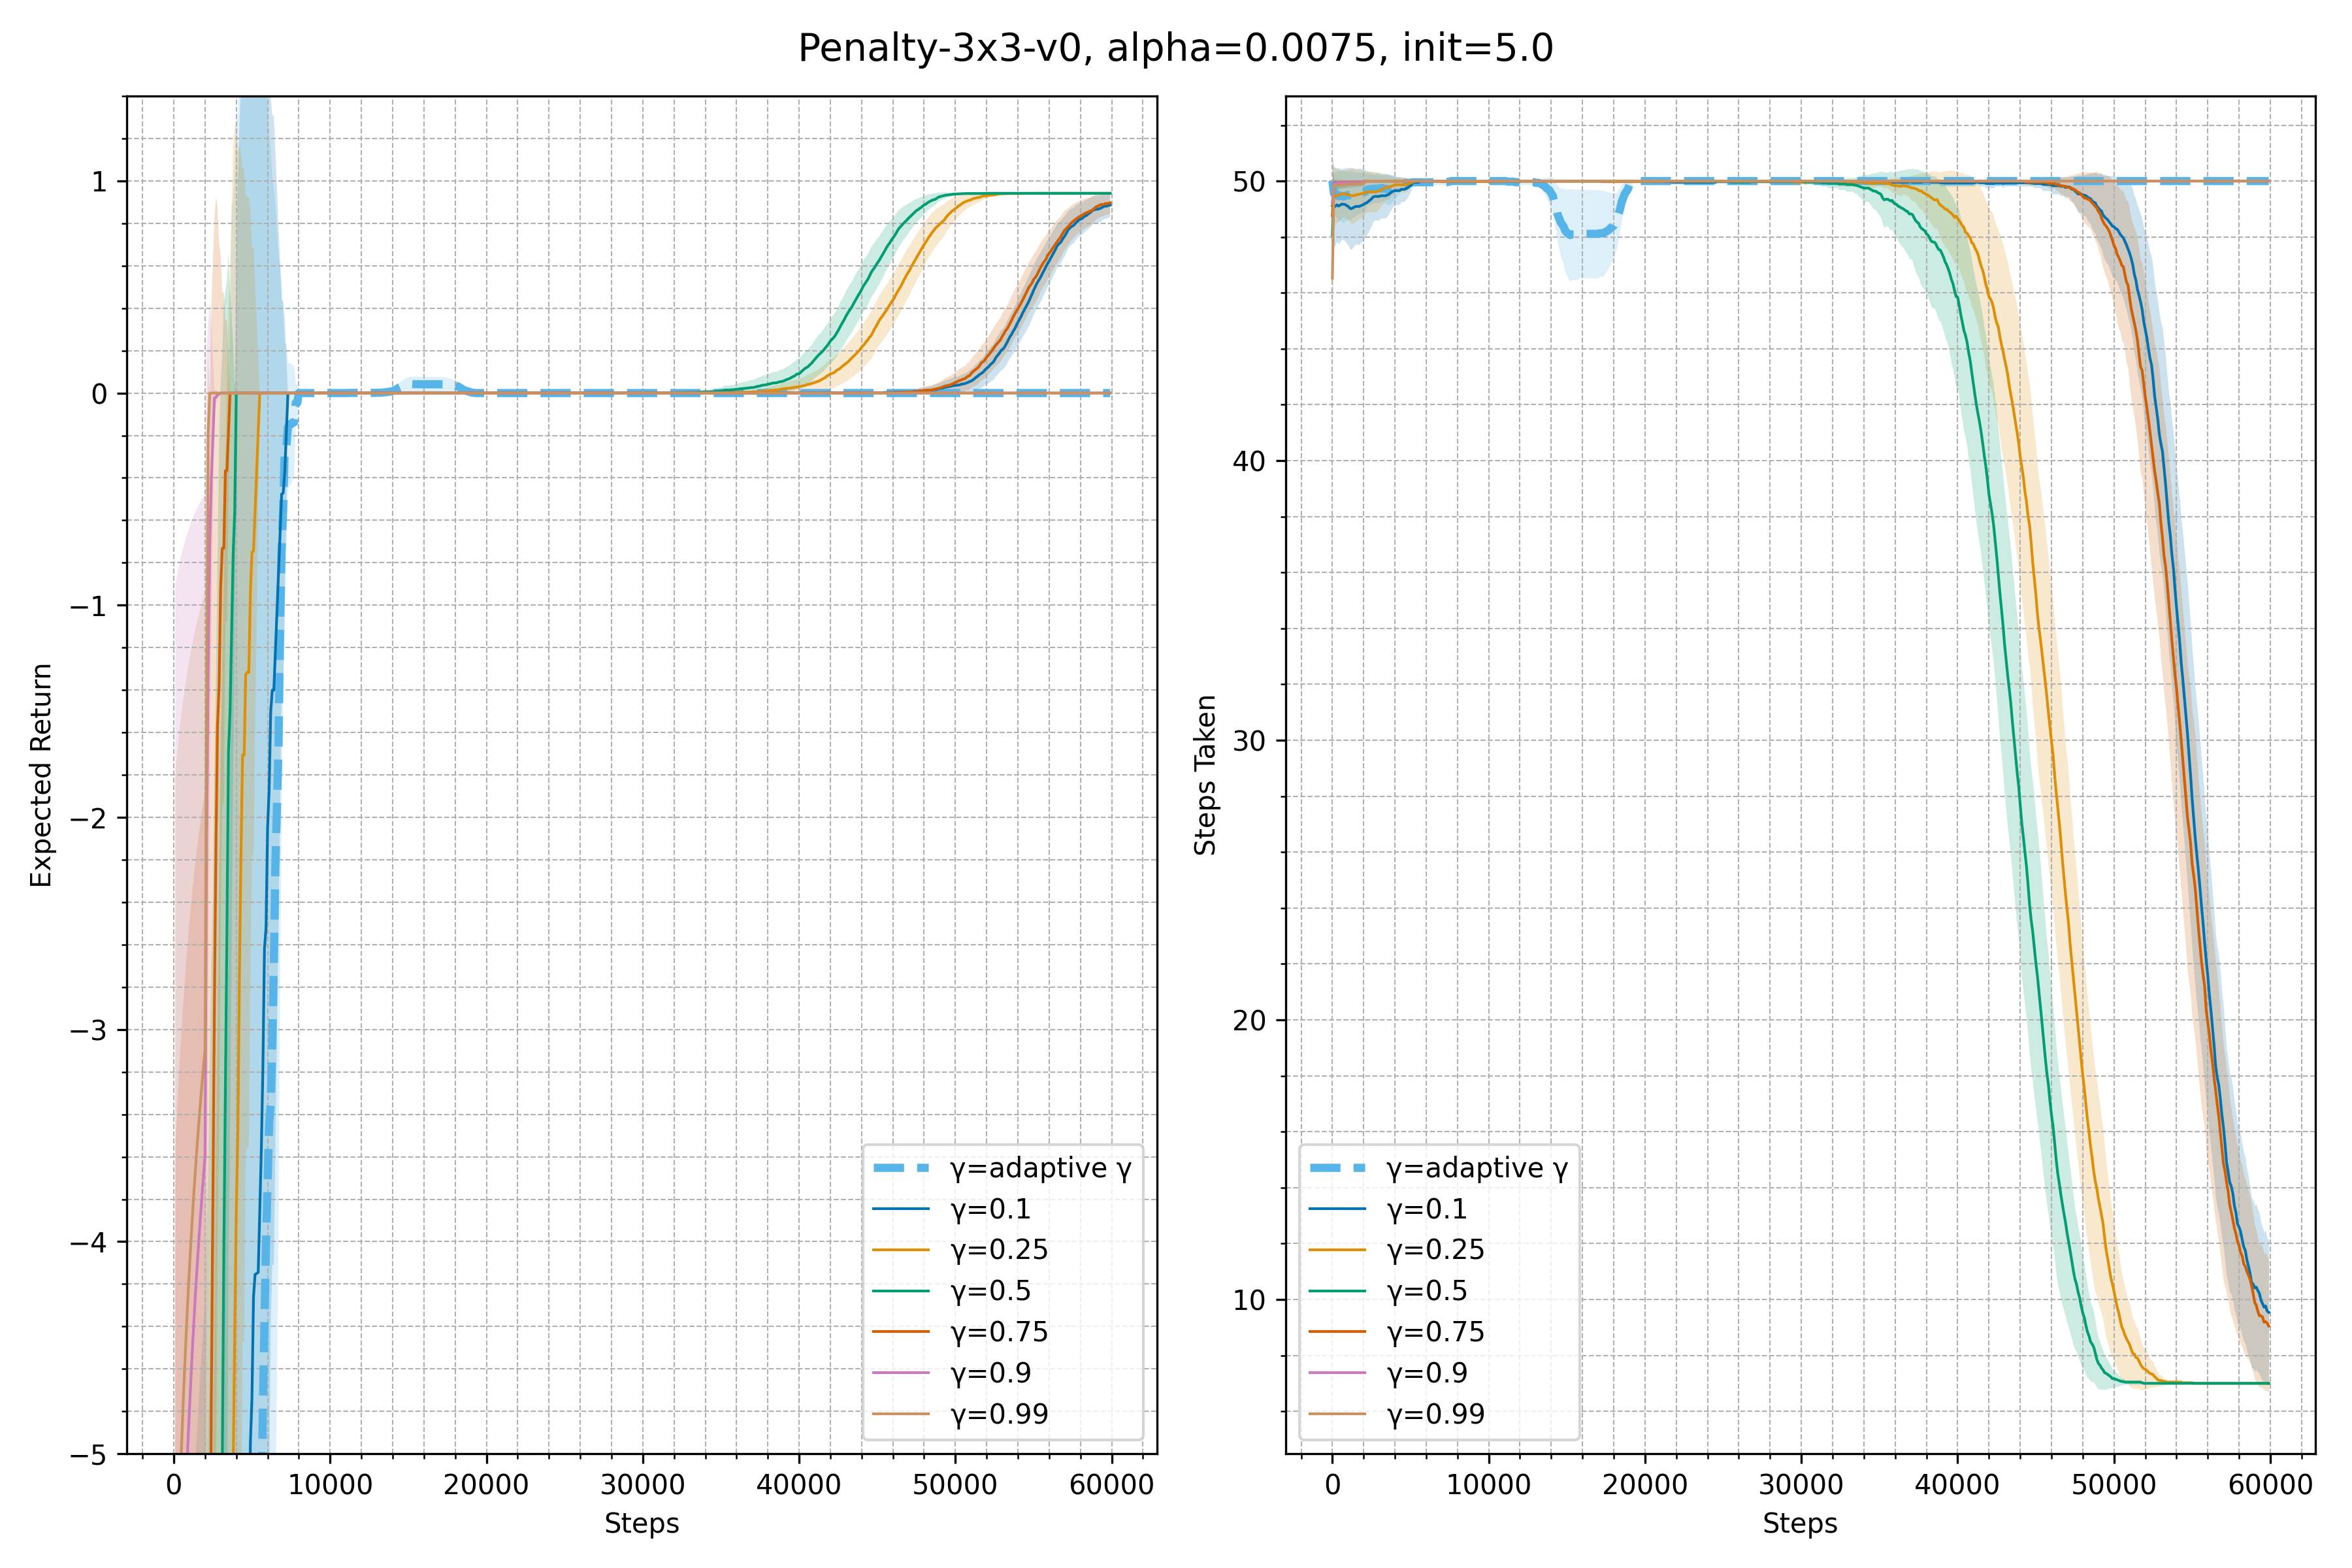 Penalty-3x3-v0, alpha=0.0075, init=5.0
Expected Return
1
0
−1
−2
−3
−4
−5
0 10000 20000 30000 40000 50000 60000
Steps
γ=adaptive γ
γ=0.1
γ=0.25
γ=0.5
γ=0.75
γ=0.9
γ=0.99
Steps Taken
50
40
30
20
10
0 10000 20000 30000 40000 50000 60000
Steps
γ=adaptive γ
γ=0.1
γ=0.25
γ=0.5
γ=0.75
γ=0.9
γ=0.99